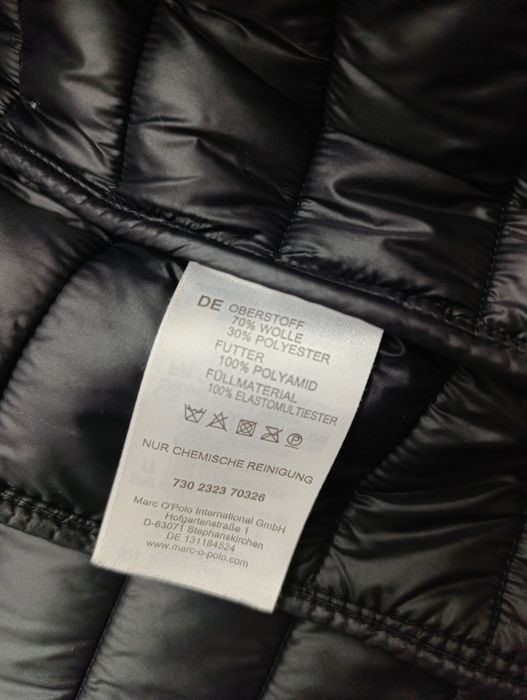 DE OBERSTOFF
70% WOLLE
30% POLYESTER
FUTTER
100% POLYAMID
FÜLLMATERIAL
100% ELASTOMULTIESTER
P
NUR CHEMISCHE REINIGUNG
730 2323 70326
Marc O'Polo International GmbH
Hofgartenstraße 1
D-83071 Stephanskirchen
DE 131184524
www.marc-o-polo.com